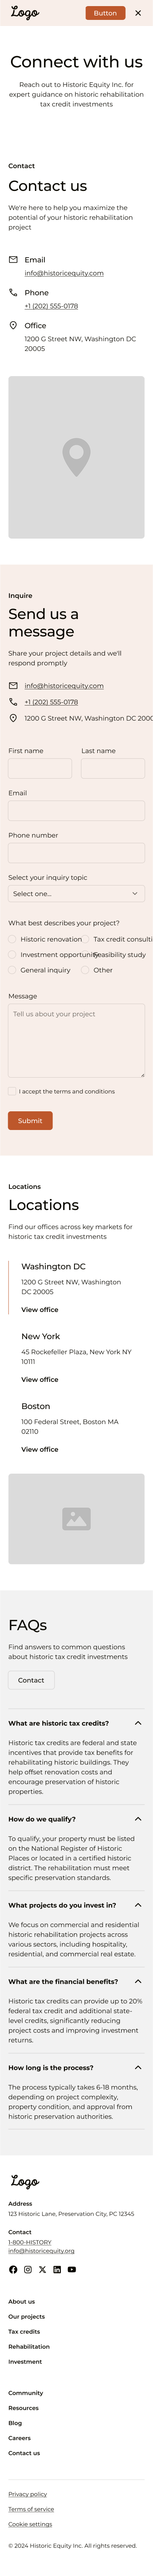 Logo
Button
Connect with us
Reach out to Historic Equity Inc. for
expert guidance on historic rehabilitation
tax credit investments
Contact
Contact us
We're here to help you maximize the
potential of your historic rehabilitation
project
Email
info@historicequity.com
Phone
+1 (202) 555-0178
Office
1200 G Street NW, Washington DC
20005
Inquire
Send us a
message
Share your project details and we'll
respond promptly
info@historicequity.com
+1 (202) 555-0178
1200 G Street NW, Washington DC 2000
First name
Last name
Email
Phone number
Select your inquiry topic
Select one...
What best describes your project?
Historic renovation
Tax credit consulti
Investment opportunity
Feasibility study
General inquiry
Other
Message
Tell us about your project
I accept the terms and conditions
Submit
Locations
Locations
Find our offices across key markets for
historic tax credit investments
Washington DC
1200 G Street NW, Washington
DC 20005
View office
New York
45 Rockefeller Plaza, New York NY
10111
View office
Boston
100 Federal Street, Boston MA
02110
View office
FAQs
Find answers to common questions
about historic tax credit investments
Contact
What are historic tax credits?
Historic tax credits are federal and state
incentives that provide tax benefits for
rehabilitating historic buildings. They
help offset renovation costs and
encourage preservation of historic
properties.
How do we qualify?
To qualify, your property must be listed
on the National Register of Historic
Places or located in a certified historic
district. The rehabilitation must meet
specific preservation standards.
What projects do you invest in?
We focus on commercial and residential
historic rehabilitation projects across
various sectors, including hospitality,
residential, and commercial real estate.
What are the financial benefits?
Historic tax credits can provide up to 20%
federal tax credit and additional state-
level credits, significantly reducing
project costs and improving investment
returns.
How long is the process?
The process typically takes 6-18 months,
depending on project complexity,
property condition, and approval from
historic preservation authorities.
Logo
Address
123 Historic Lane, Preservation City, PC 12345
Contact
1-800-HISTORY
info@historicequity.org
About us
Our projects
Tax credits
Rehabilitation
Investment
Community
Resources
Blog
Careers
Contact us
Privacy policy
Terms of service
Cookie settings
© 2024 Historic Equity Inc. All rights reserved.